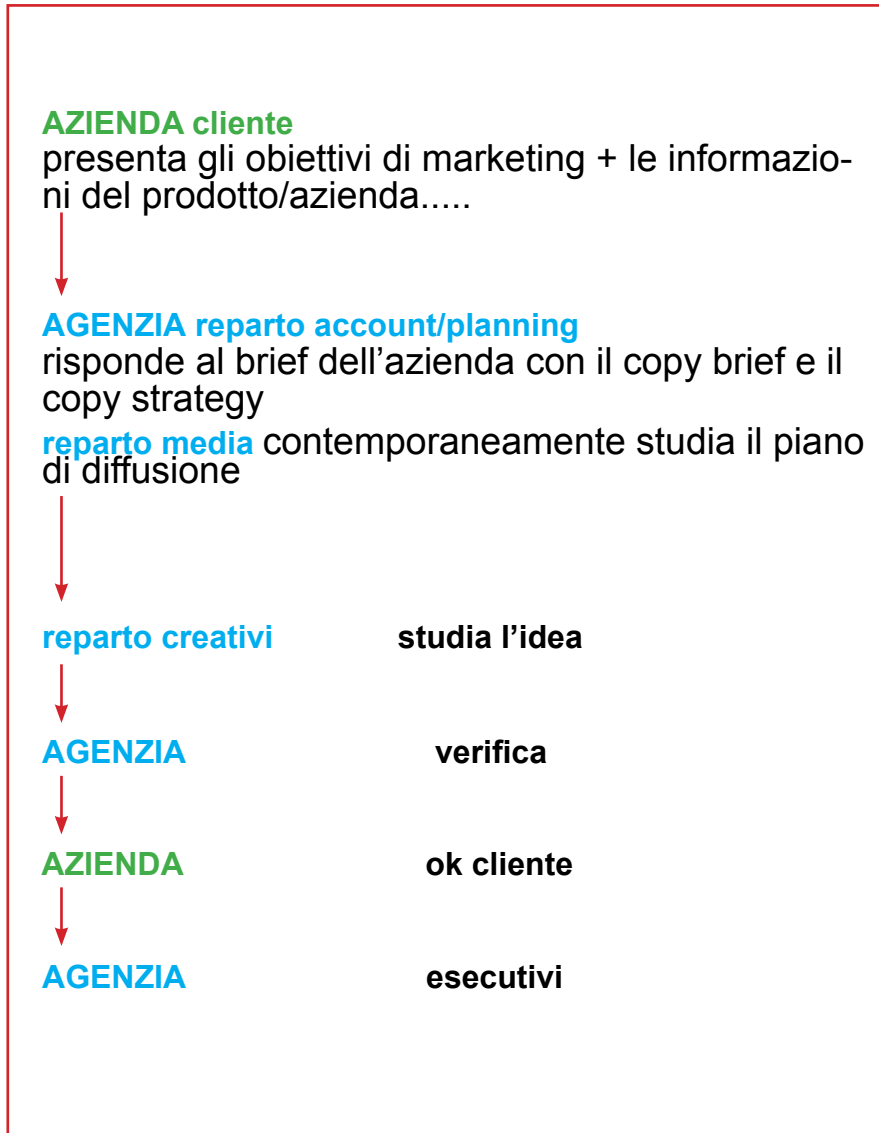 AZIENDA cliente
presenta gli obiettivi di marketing + le informazio-
ni del prodotto/azienda.....
AGENZIA reparto account/planning
risponde al brief dell’azienda con il copy brief e il
copy strategy
reparto media contemporaneamente studia il piano
di diffusione
reparto creativi studia l’idea
AGENZIA verifica
AZIENDA ok cliente
AGENZIA esecutivi